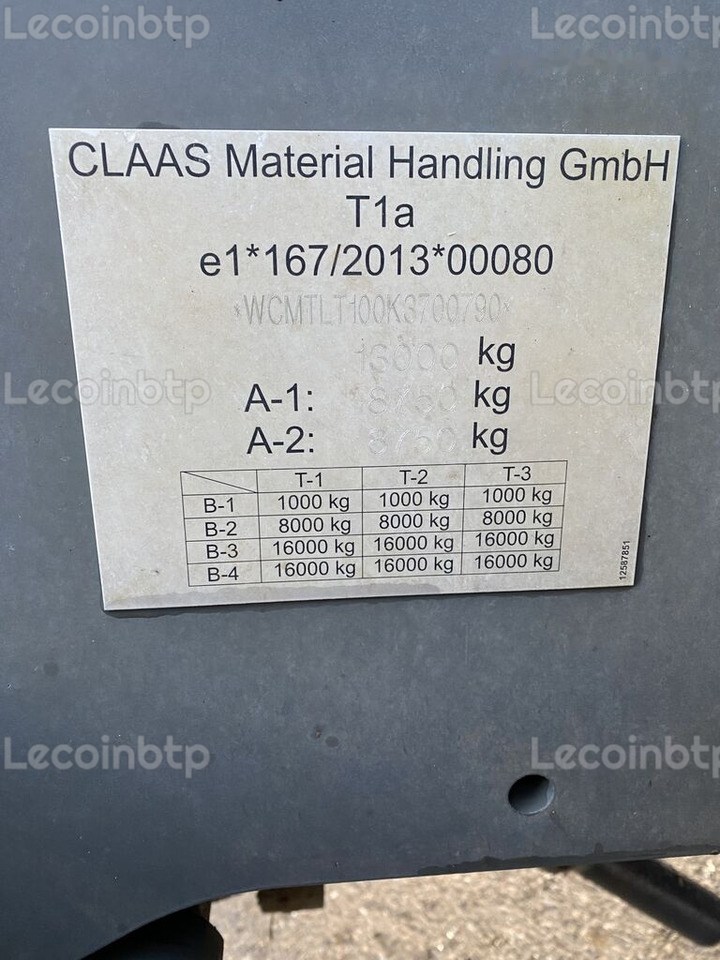 Lecoinbtp Lecoinbtp
CLAAS Material Handling GmbH
T1a
e1*167/2013*00080
*WCMTLT100K3700790*
kg
Lecoinbtp Lecoinbtp
A-1: kg
A-2: kg
T-1 T-2 T-3
B-1 1000 kg 1000 kg 1000 kg
B-2 8000 kg 8000 kg 8000 kg
B-3 16000 kg 16000 kg 16000 kg
B-4 16000 kg 16000 kg 16000 kg
12587851
Lecoinbtp Lecoinbtp